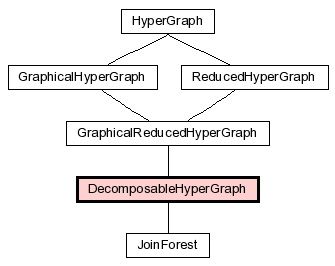 HyperGraph
GraphicalHyperGraph
ReducedHyperGraph
GraphicalReducedHyperGraph
DecomposableHyperGraph
JoinForest